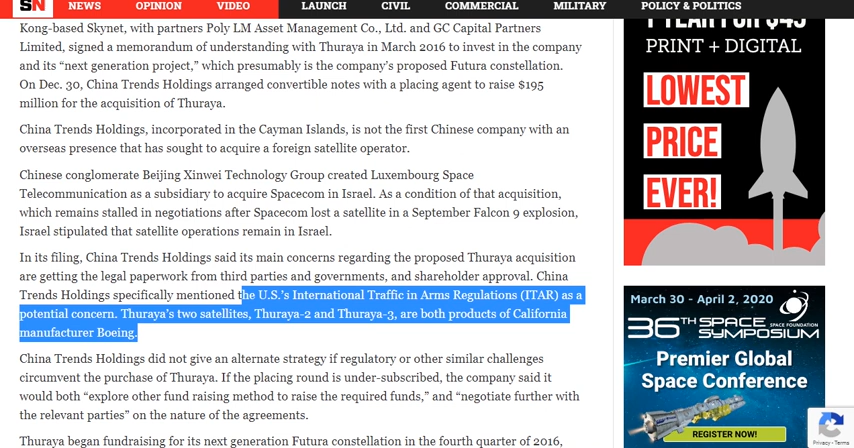 SN NEWS OPINION VIDEO LAUNCH CIVIL COMMERCIAL MILITARY POLICY & POLITICS
Kong-based Skynet, with partners Poly LM Asset Management Co., Ltd. and GC Capital Partners
Limited, signed a memorandum of understanding with Thuraya in March 2016 to invest in the company
and its “next generation project,” which presumably is the company’s proposed Futura constellation.
On Dec. 30, China Trends Holdings arranged convertible notes with a placing agent to raise $195
million for the acquisition of Thuraya.
China Trends Holdings, incorporated in the Cayman Islands, is not the first Chinese company with an
overseas presence that has sought to acquire a foreign satellite operator.
Chinese conglomerate Beijing Xinwei Technology Group created Luxembourg Space
Telecommunication as a subsidiary to acquire Spacecom in Israel. As a condition of that acquisition,
which remains stalled in negotiations after Spacecom lost a satellite in a September Falcon 9 explosion,
Israel stipulated that satellite operations remain in Israel.
In its filing, China Trends Holdings said its main concerns regarding the proposed Thuraya acquisition
are getting the legal paperwork from third parties and governments, and shareholder approval. China
Trends Holdings specifically mentioned the U.S.’s International Traffic in Arms Regulations (ITAR) as a
potential concern. Thuraya’s two satellites, Thuraya-2 and Thuraya-3, are both products of California
manufacturer Boeing.
China Trends Holdings did not give an alternate strategy if regulatory or other similar challenges
circumvent the purchase of Thuraya. If the placing round is under-subscribed, the company said it
would both “explore other fund raising method to raise the required funds,” and “negotiate further with
the relevant parties” on the nature of the agreements.
Thuraya began fundraising for its next generation Futura constellation in the fourth quarter of 2016,
1 YEAR FOR $45
PRINT + DIGITAL
LOWEST
PRICE
EVER!
March 30 - April 2, 2020
SPACE FOUNDATION
36TH SPACE
SYMPOSIUM
Premier Global
Space Conference
REGISTER NOW!
Privacy - Terms